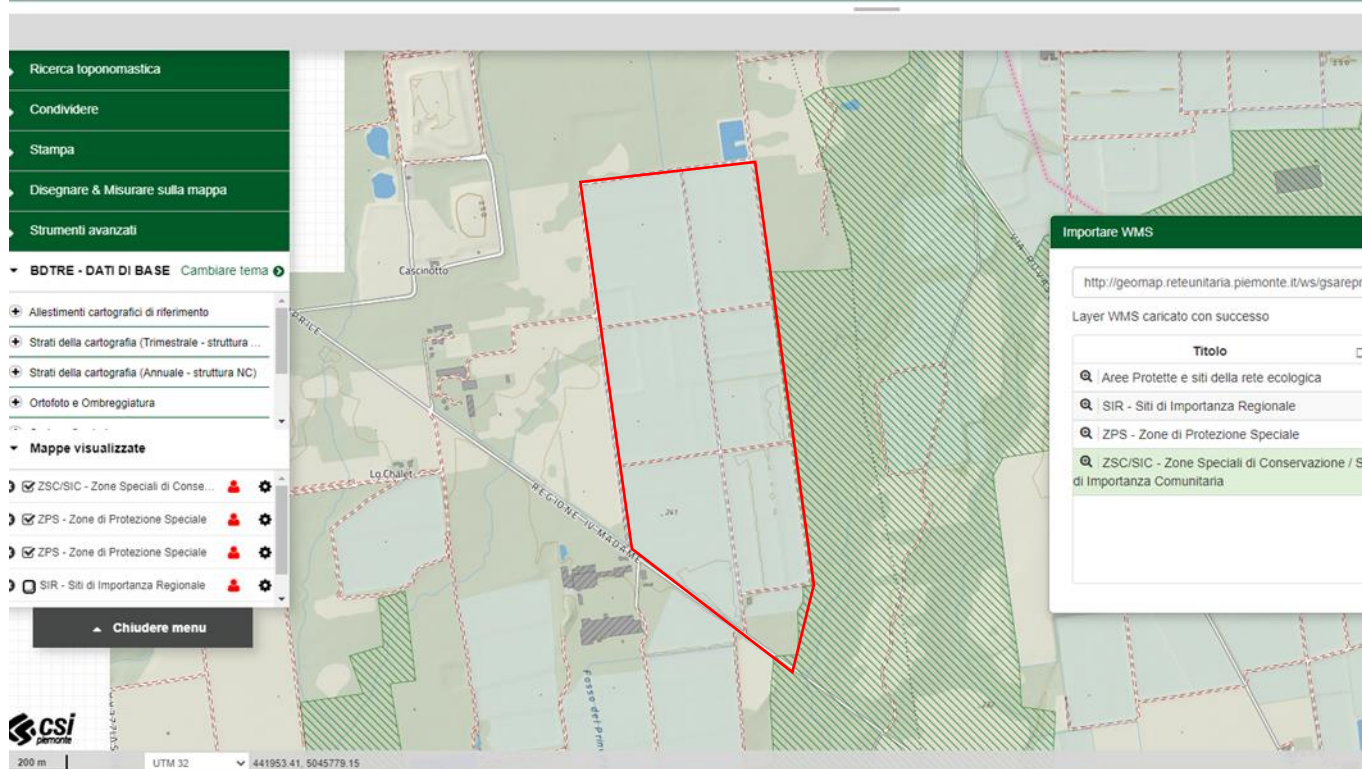 Ricerca toponomastica
Condividere
Stampa
Disegnare & Misurare sulla mappa
Strumenti avanzati
BDTRE - DATI DI BASE Cambiare tema
Allestimenti cartografici di riferimento
Strati della cartografia (Trimestrale - struttura ...
Strati della cartografia (Annuale - struttura NC)
Ortofoto e Ombreggiatura
Mappe visualizzate
ZSC/SIC - Zone Speciali di Conse...
ZPS - Zone di Protezione Speciale
ZPS - Zone di Protezione Speciale
SIR - Siti di Importanza Regionale
Chiudere menu
csi
piemonte
200 m
UTM 32
441953.41, 5045779.15
Cascinotto
Lo Chalet
REGIONE IV MADAME
241
Fosso dei Prim
Importare WMS
http://geomap.reteunitaria.piemonte.it/ws/gsarepr
Layer WMS caricato con successo
Titolo
Aree Protette e siti della rete ecologica
SIR - Siti di Importanza Regionale
ZPS - Zone di Protezione Speciale
ZSC/SIC - Zone Speciali di Conservazione / S
di Importanza Comunitaria